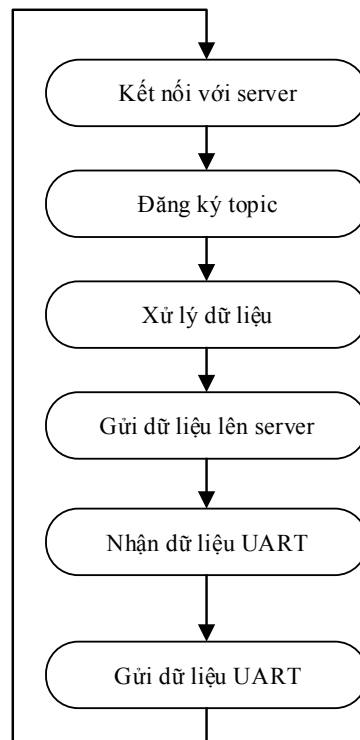 Kết nối với server
Đăng ký topic
Xử lý dữ liệu
Gửi dữ liệu lên server
Nhận dữ liệu UART
Gửi dữ liệu UART